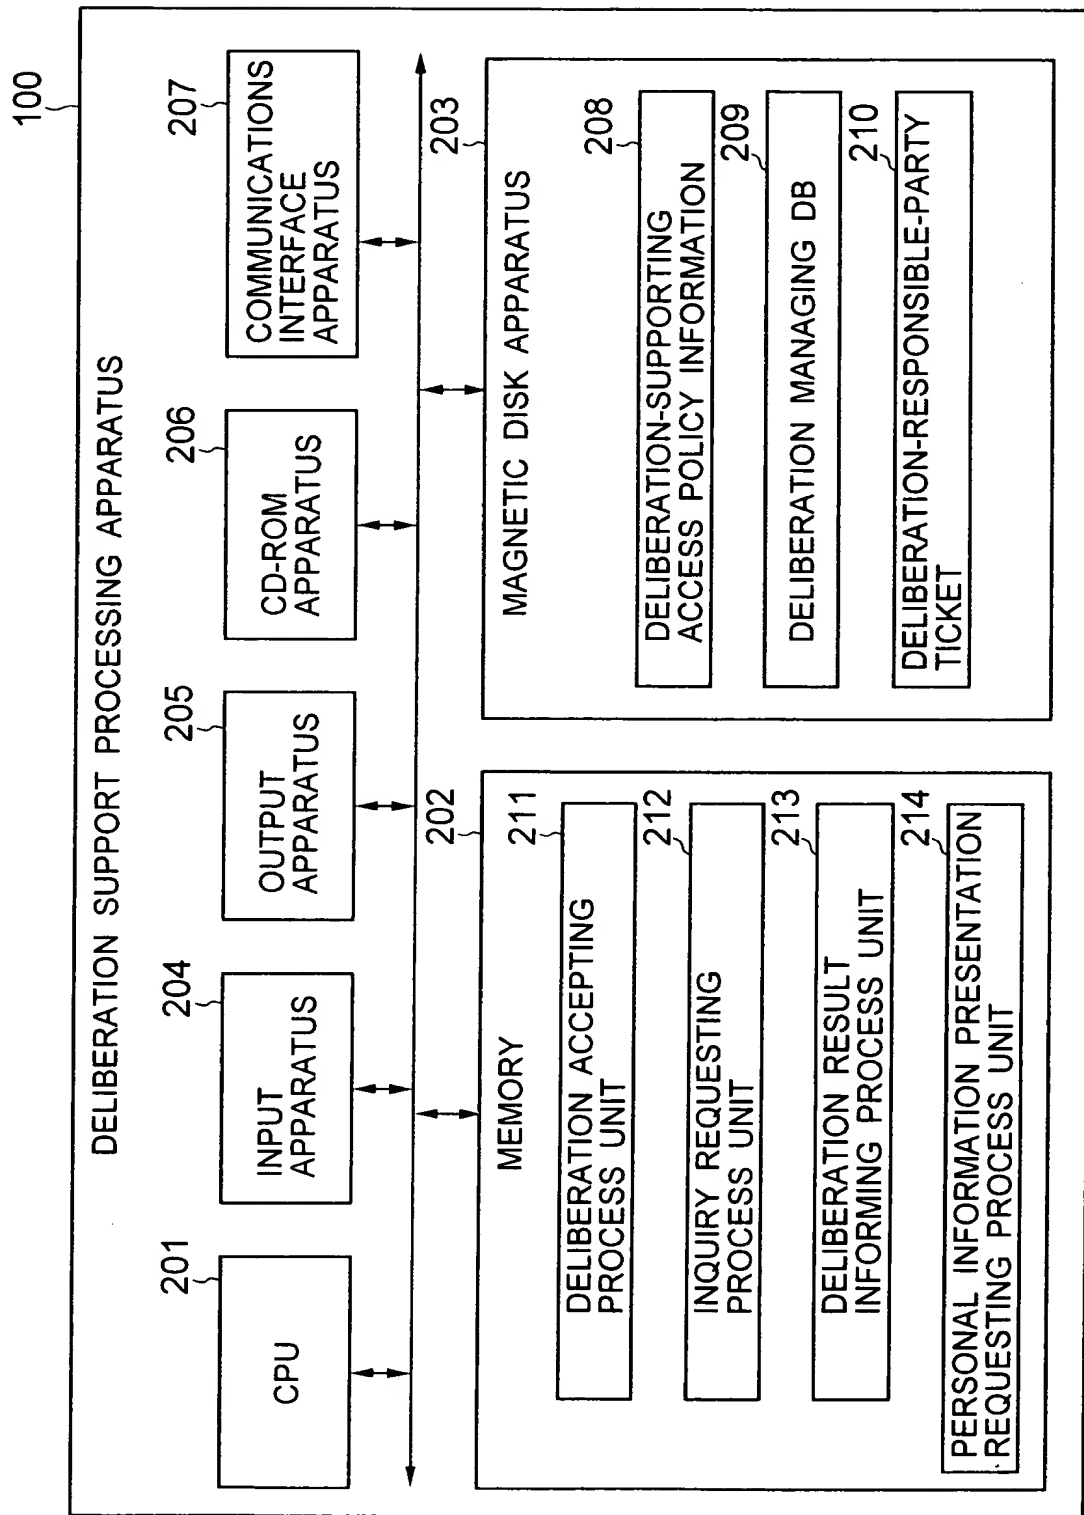 100
DELIBERATION SUPPORT PROCESSING APPARATUS
201
CPU
204
INPUT
APPARATUS
205
OUTPUT
APPARATUS
206
CD-ROM
APPARATUS
207
COMMUNICATIONS
INTERFACE
APPARATUS
202
MEMORY
211
DELIBERATION ACCEPTING
PROCESS UNIT
212
INQUIRY REQUESTING
PROCESS UNIT
213
DELIBERATION RESULT
INFORMING PROCESS UNIT
214
PERSONAL INFORMATION PRESENTATION
REQUESTING PROCESS UNIT
203
MAGNETIC DISK APPARATUS
208
DELIBERATION-SUPPORTING
ACCESS POLICY INFORMATION
209
DELIBERATION MANAGING DB
210
DELIBERATION-RESPONSIBLE-PARTY
TICKET